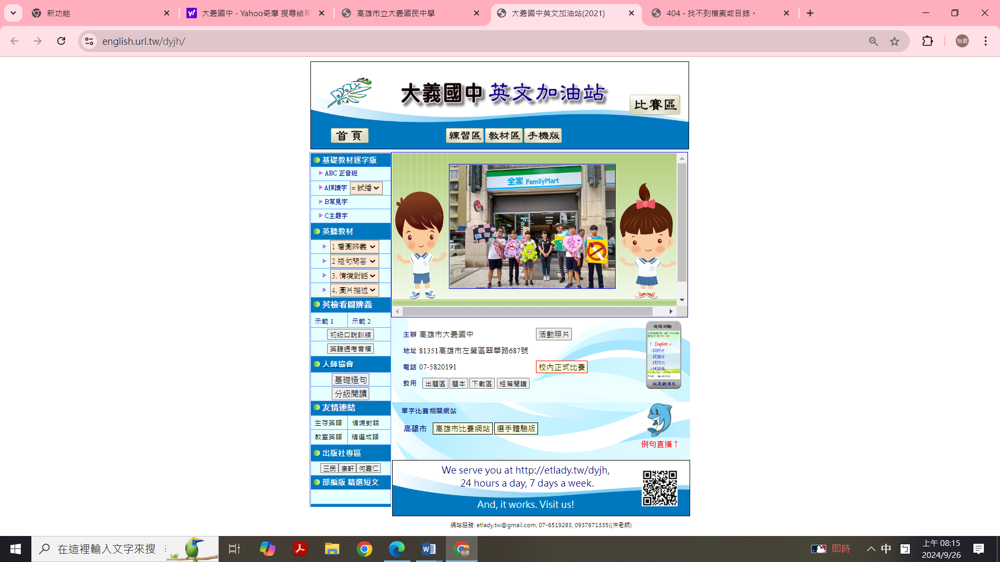 新功能
大義國中 - Yahoo奇摩 搜尋結果
高雄市立大義國民中學
大義國中英文加油站(2021)
404 - 找不到檔案或目錄。
english.url.tw/dyjh/
怡君
大義
大義國中 英文加油站
比賽區
首頁
練習區 教材區 手機版
基礎教材逐字版
ABC 正音班
A拼讀字 = 試播
B常見字
C主題字
英聽教材
1 看圖辨義
2 短句問答
3. 情境對話
4. 圖片描述
英檢看圖辨義
示範 1 示範 2
初級口說訓練
英聽週考音檔
人師協會
基礎造句
分級閱讀
友情連結
生存英語 情境對話
教室英語 精選成語
出版社專區
三民 康軒 何嘉仁
部編版 精選短文
全家 FamilyMart
愛
主辦 高雄市大義國中 活動照片
地址 81351高雄市左營區翠華路687號
電話 07-5820191 校內正式比賽
教用 出題區 題本 下載區 短篇閱讀
1. English
單字比賽相關網站
高雄市 高雄市比賽網站 選手體驗版
例句直播↑
We serve you at http://etlady.tw/dyjh,
24 hours a day, 7 days a week.
And, it works. Visit us!
網站服務: etlady.tw@gmail.com, 07-6519283, 0937671335((洪老師)
在這裡輸入文字來搜
即時
中
上午 08:15
2024/9/26